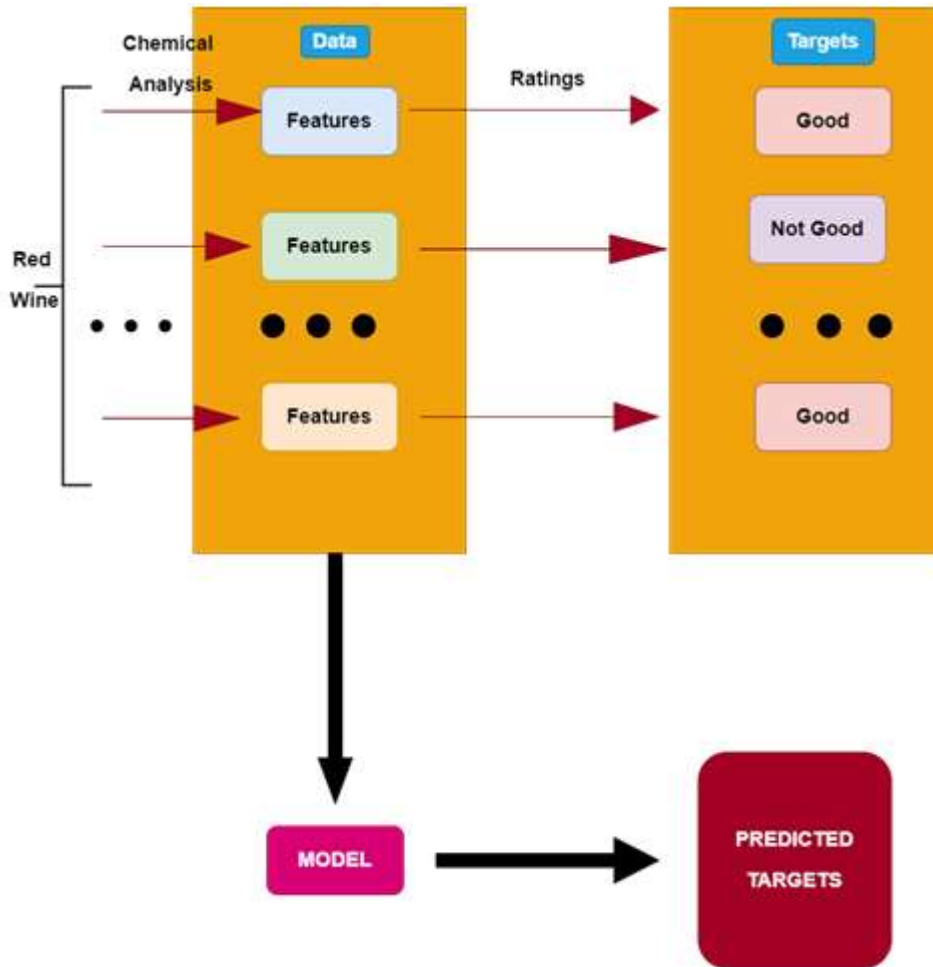 Chemical
Analysis
Data
Targets
Ratings
Features
Good
Red
Wine
Features
Not Good
Features
Good
MODEL
PREDICTED
TARGETS